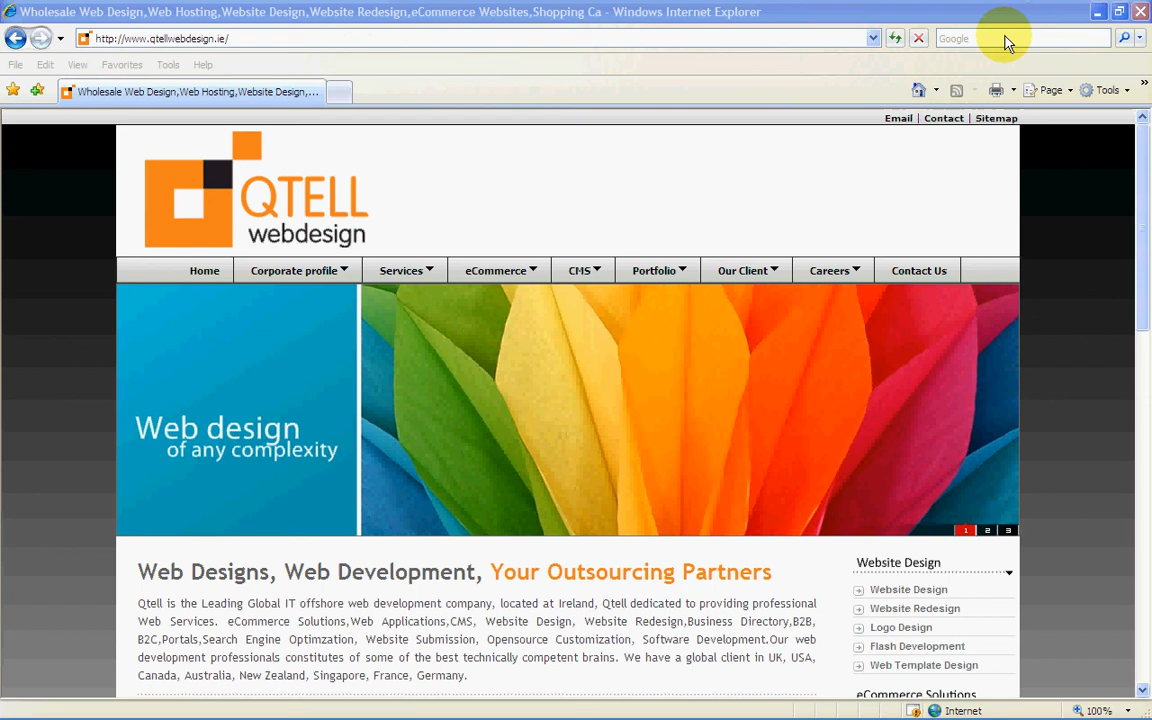 Wholesale Web Design,Web Hosting,Website Design,Website Redesign,eCommerce Websites,Shopping Ca - Windows Internet Explorer
http://www.qtellwebdesign.ie/
Google
File Edit View Favorites Tools Help
Wholesale Web Design,Web Hosting,Website Design,...
Page Tools
Email | Contact | Sitemap
QTELL
webdesign
Home Corporate profile Services eCommerce CMS Portfolio Our Client Careers Contact Us
Web design
of any complexity
1 2 3
Web Designs, Web Development, Your Outsourcing Partners
Qtell is the Leading Global IT offshore web development company, located at Ireland, Qtell dedicated to providing professional
Web Services. eCommerce Solutions,Web Applications,CMS, Website Design, Website Redesign,Business Directory,B2B,
B2C,Portals,Search Engine Optimzation, Website Submission, Opensource Customization, Software Development.Our web
development professionals constitutes of some of the best technically competent brains. We have a global client in UK, USA,
Canada, Australia, New Zealand, Singapore, France, Germany.
Website Design
Website Design
Website Redesign
Logo Design
Flash Development
Web Template Design
eCommerce Solutions
Internet
100%